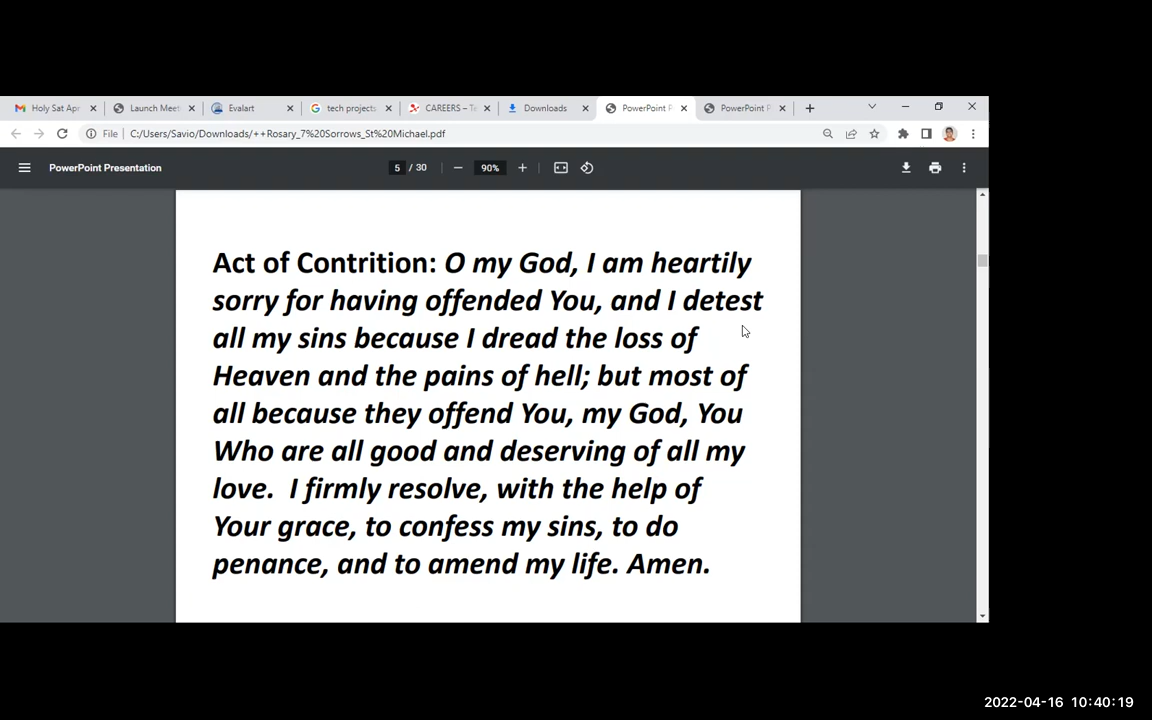 Holy Sat Apr
Launch Meet
Evalart
tech projects
CAREERS – T
Downloads
PowerPoint P
PowerPoint P
File | C:/Users/Savio/Downloads/++Rosary_7%20Sorrows_St%20Michael.pdf
PowerPoint Presentation
5 / 30
90%
Act of Contrition: O my God, I am heartily
sorry for having offended You, and I detest
all my sins because I dread the loss of
Heaven and the pains of hell; but most of
all because they offend You, my God, You
Who are all good and deserving of all my
love. I firmly resolve, with the help of
Your grace, to confess my sins, to do
penance, and to amend my life. Amen.
2022-04-16 10:40:19